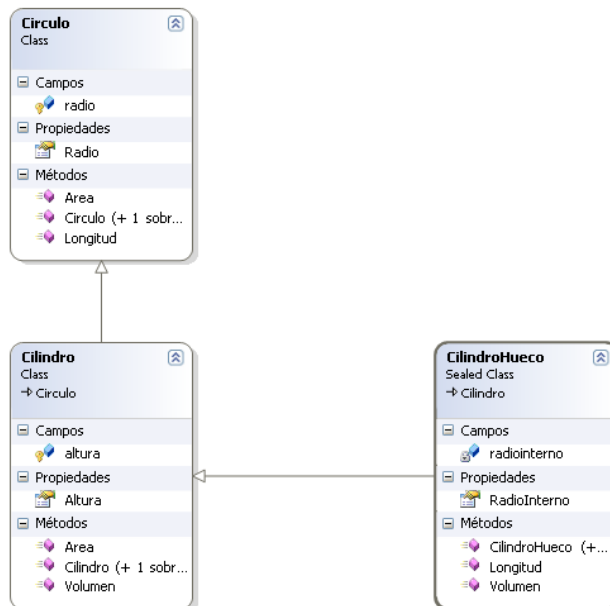 Circulo
Class
Campos
radio
Propiedades
Radio
Métodos
Area
Circulo (+ 1 sobr...
Longitud
Cilindro
Class
Circulo
Campos
altura
Propiedades
Altura
Métodos
Area
Cilindro (+ 1 sobr...
Volumen
CilindroHueco
Sealed Class
Cilindro
Campos
radiointerno
Propiedades
RadioInterno
Métodos
CilindroHueco (+...
Longitud
Volumen